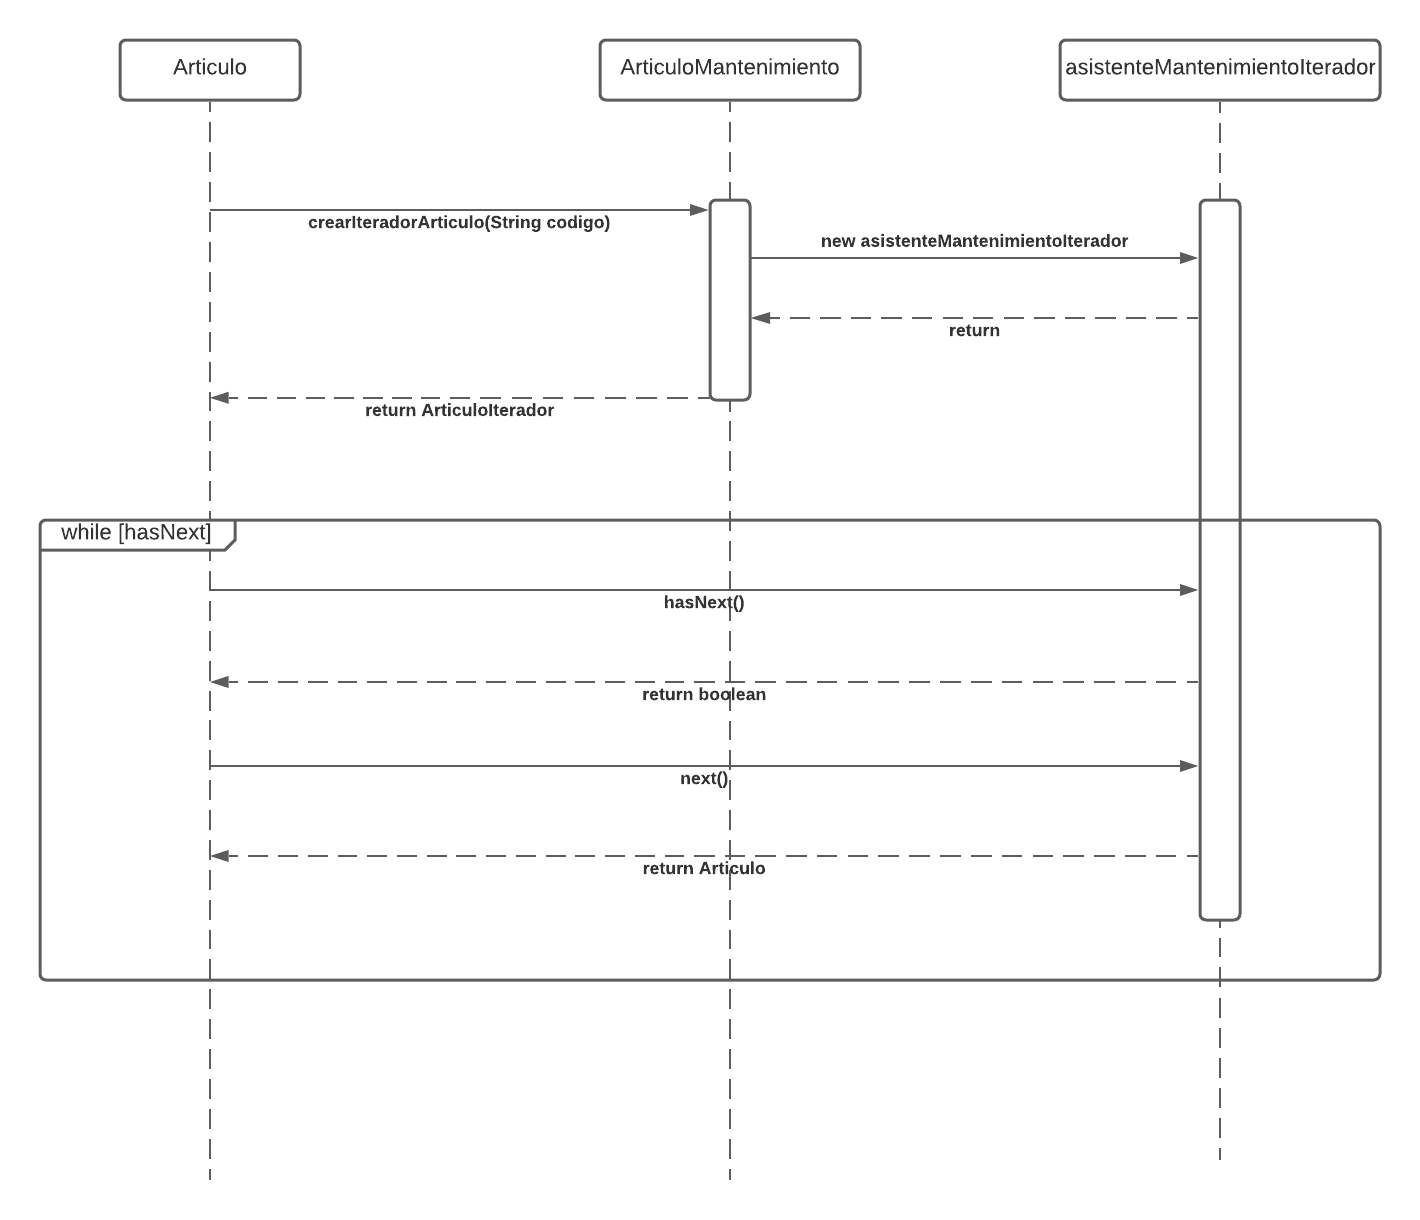 Articulo
ArticuloMantenimiento
asistenteMantenimientoIterador
crearIteradorArticulo(String codigo)
new asistenteMantenimientoIterador
return
return ArticuloIterador
while [hasNext]
hasNext()
return boolean
next()
return Articulo